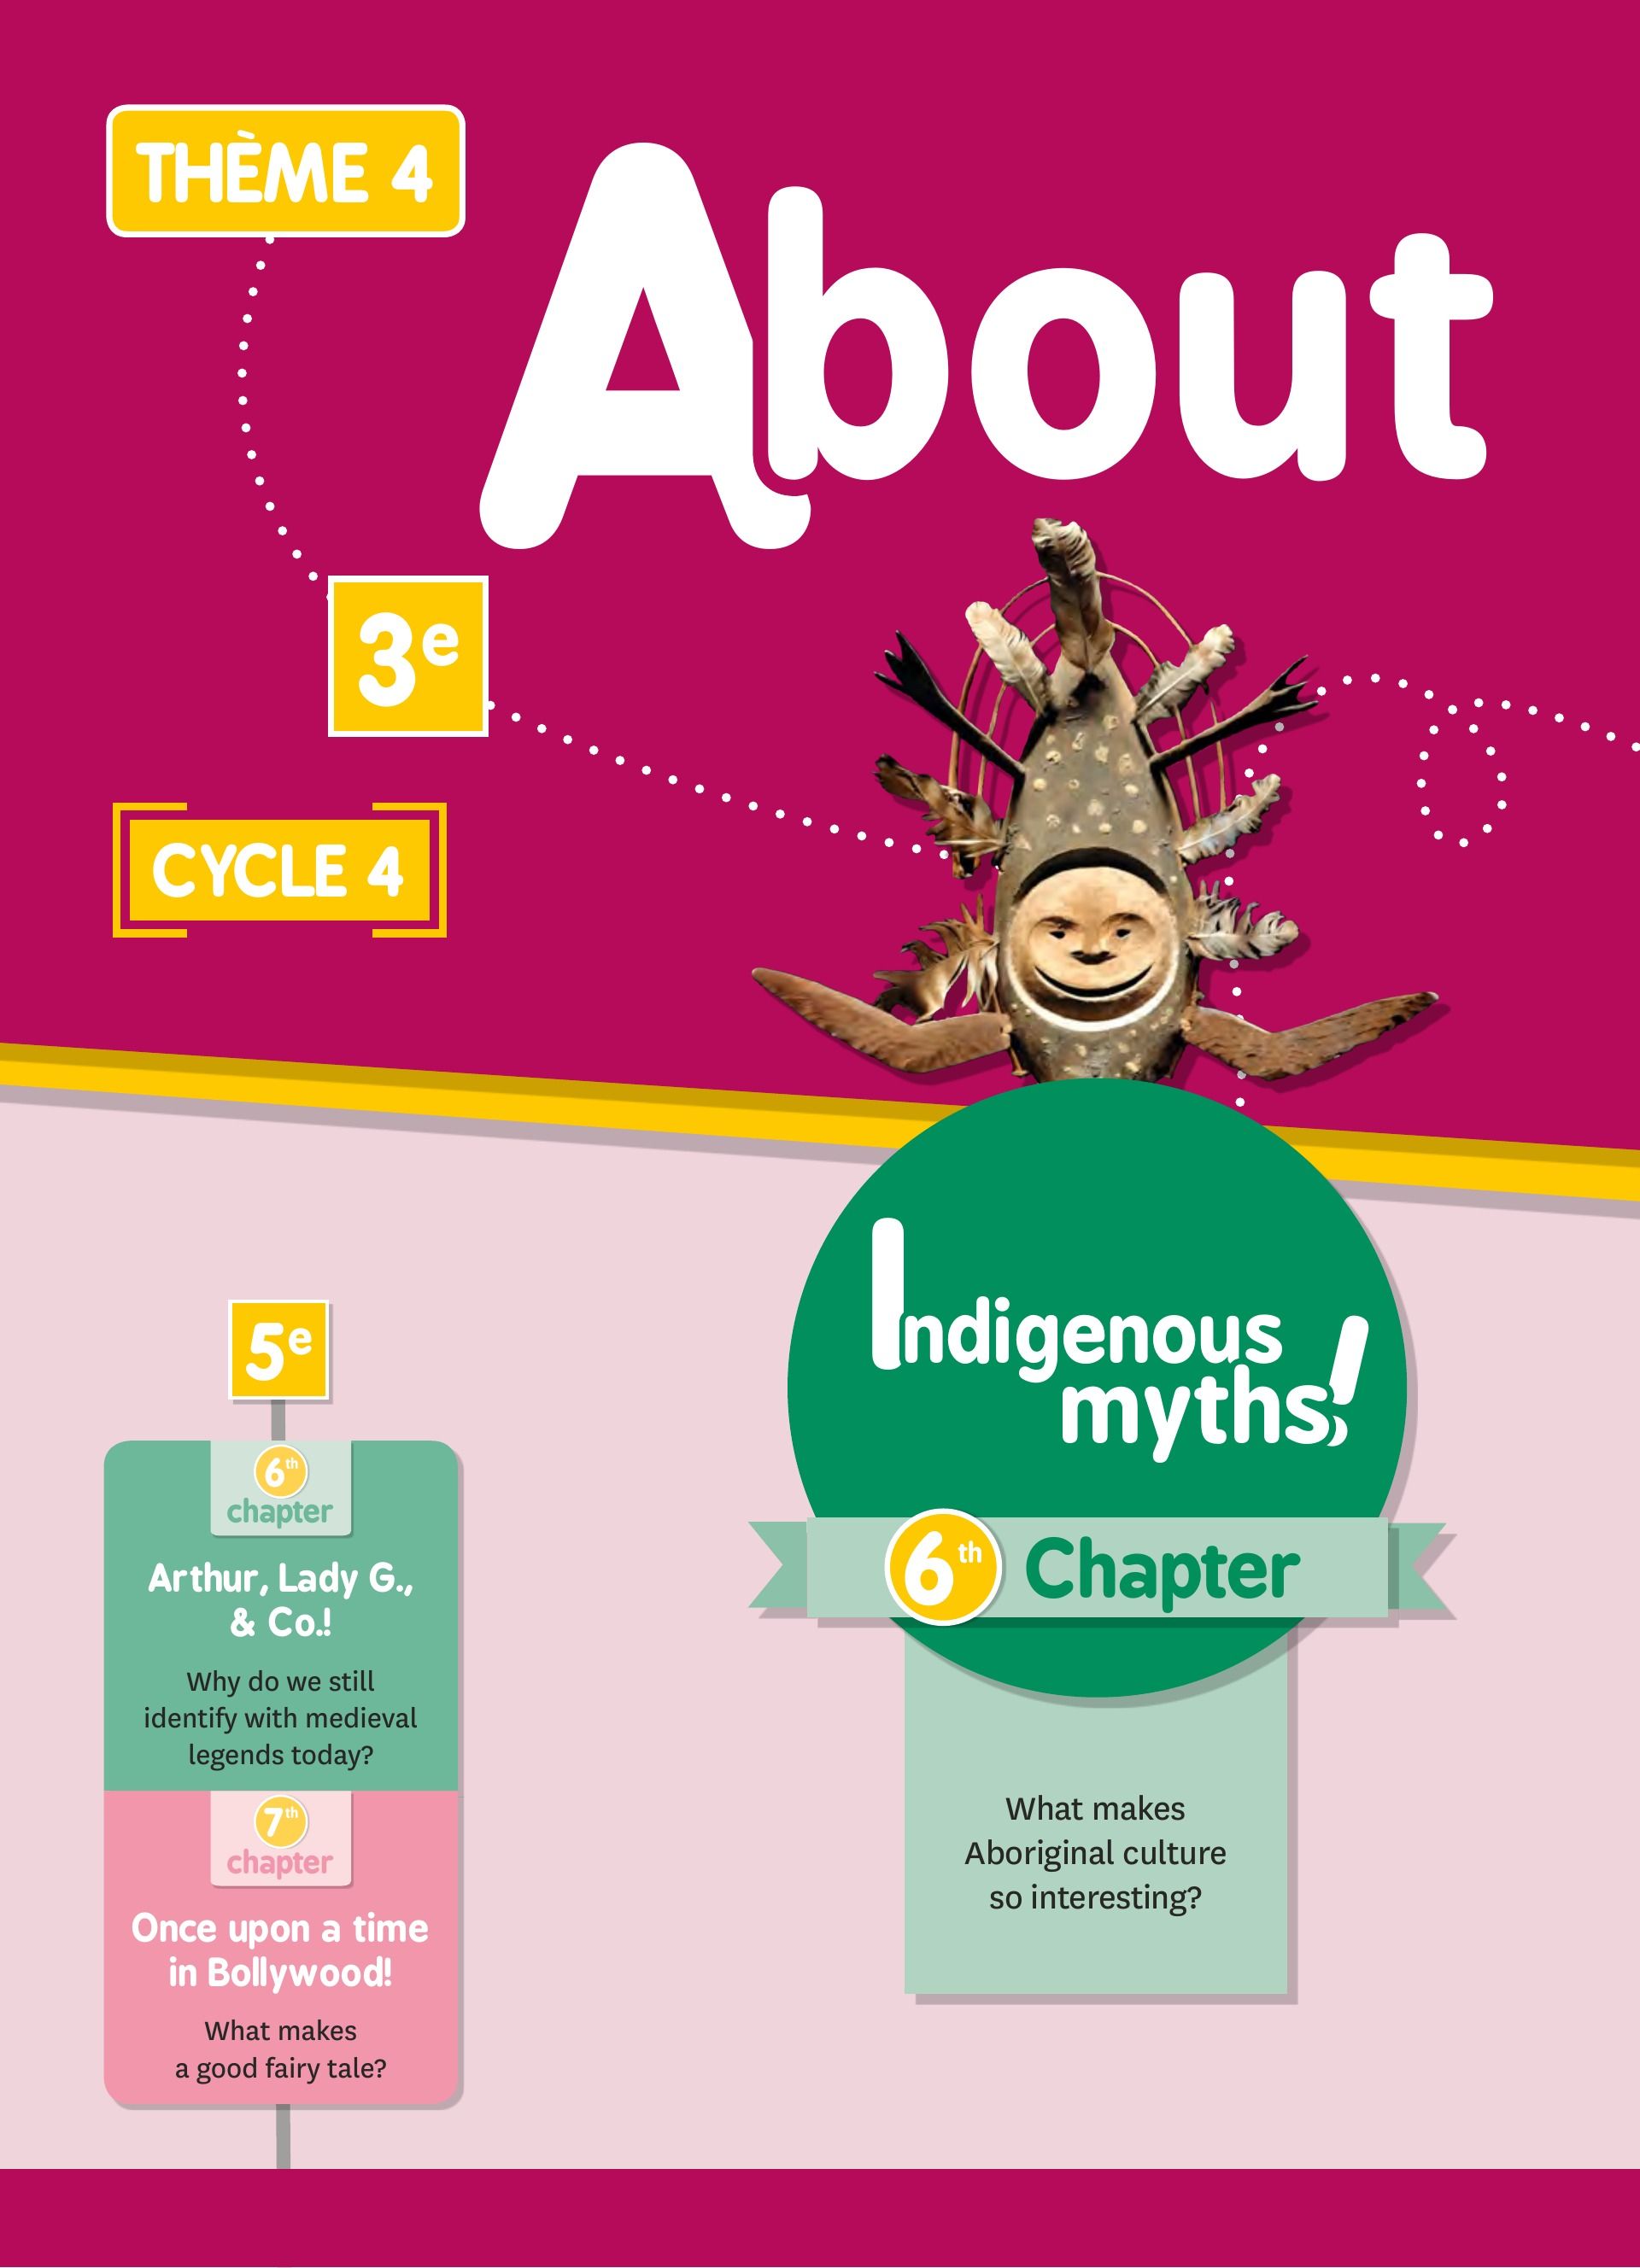 THÈME 4
About
3e
CYCLE 4
Indigenous
myths!
6th Chapter
What makes
Aboriginal culture
so interesting?
5e
6th
chapter
Arthur, Lady G.,
& Co.!
Why do we still
identify with medieval
legends today?
7th
chapter
Once upon a time
in Bollywood!
What makes
a good fairy tale?